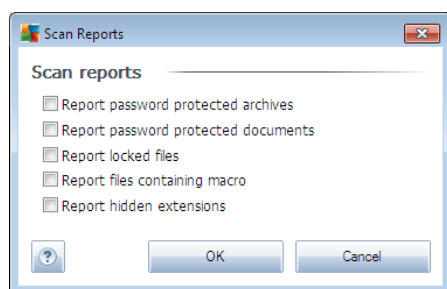 Scan Reports
Scan reports
Report password protected archives
Report password protected documents
Report locked files
Report files containing macro
Report hidden extensions
? OK Cancel